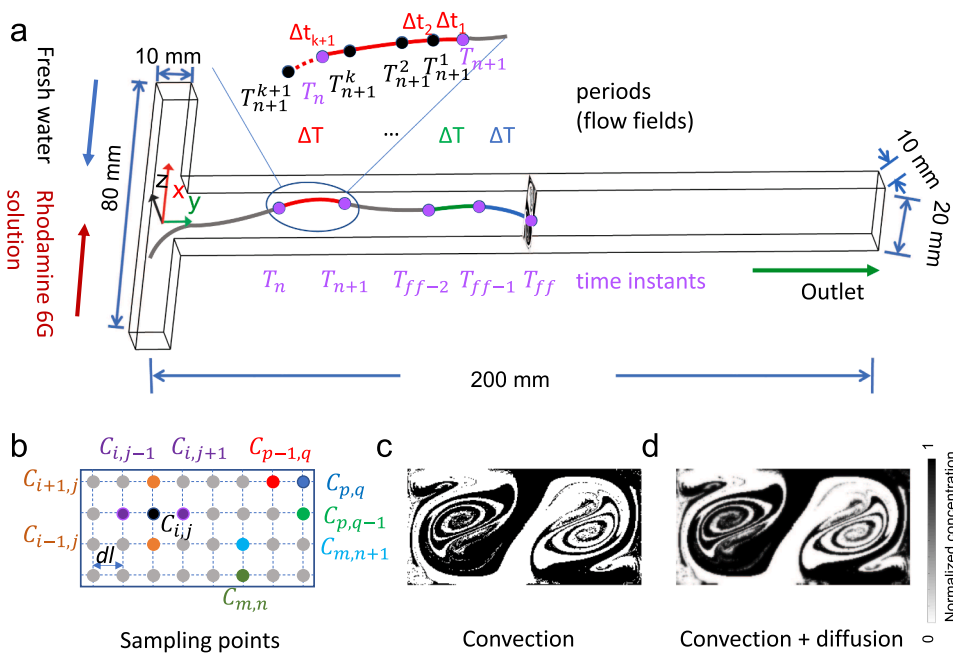 a
Fresh water
Rhodamine 6G
solution
10 mm
80 mm
z
x
y
Δt_{k+1}
Δt_2
Δt_1
T_{n+1}^{k+1}
T_n
T_{n+1}^{k}
T_{n+1}^{2}
T_{n+1}^{1}
T_{n+1}
ΔT
...
ΔT
ΔT
periods
(flow fields)
10 mm
20 mm
T_n
T_{n+1}
T_{ff-2}
T_{ff-1}
T_{ff}
time instants
Outlet
200 mm
b
C_{i,j-1}
C_{i,j+1}
C_{p-1,q}
C_{i+1,j}
C_{p,q}
C_{i,j}
C_{p,q-1}
C_{i-1,j}
C_{m,n+1}
dl
C_{m,n}
Sampling points
c
Convection
d
Convection + diffusion
0
Normalized concentration
1